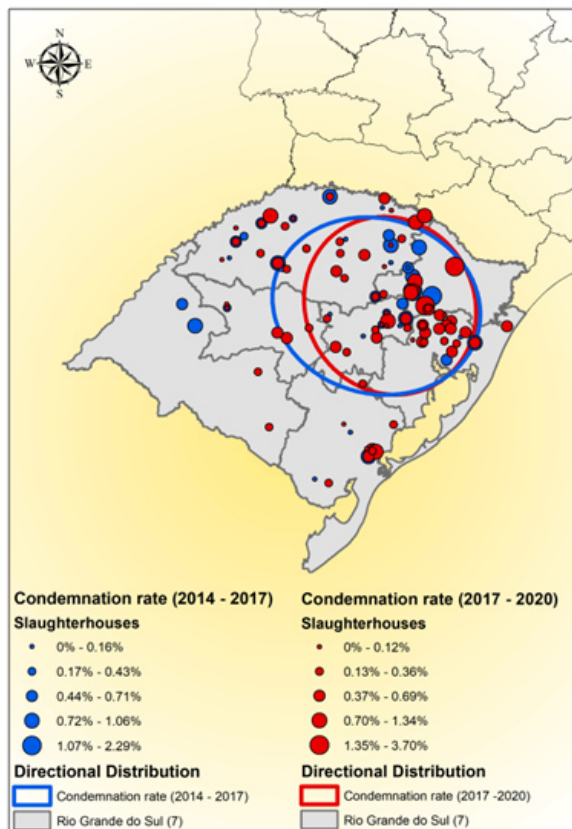 N
W E
S
Condemnation rate (2014 - 2017)
Slaughterhouses
0% - 0.16%
0.17% - 0.43%
0.44% - 0.71%
0.72% - 1.06%
1.07% - 2.29%
Directional Distribution
Condemnation rate (2014 - 2017)
Rio Grande do Sul (7)
Condemnation rate (2017 - 2020)
Slaughterhouses
0% - 0.12%
0.13% - 0.36%
0.37% - 0.69%
0.70% - 1.34%
1.35% - 3.70%
Directional Distribution
Condemnation rate (2017 -2020)
Rio Grande do Sul (7)